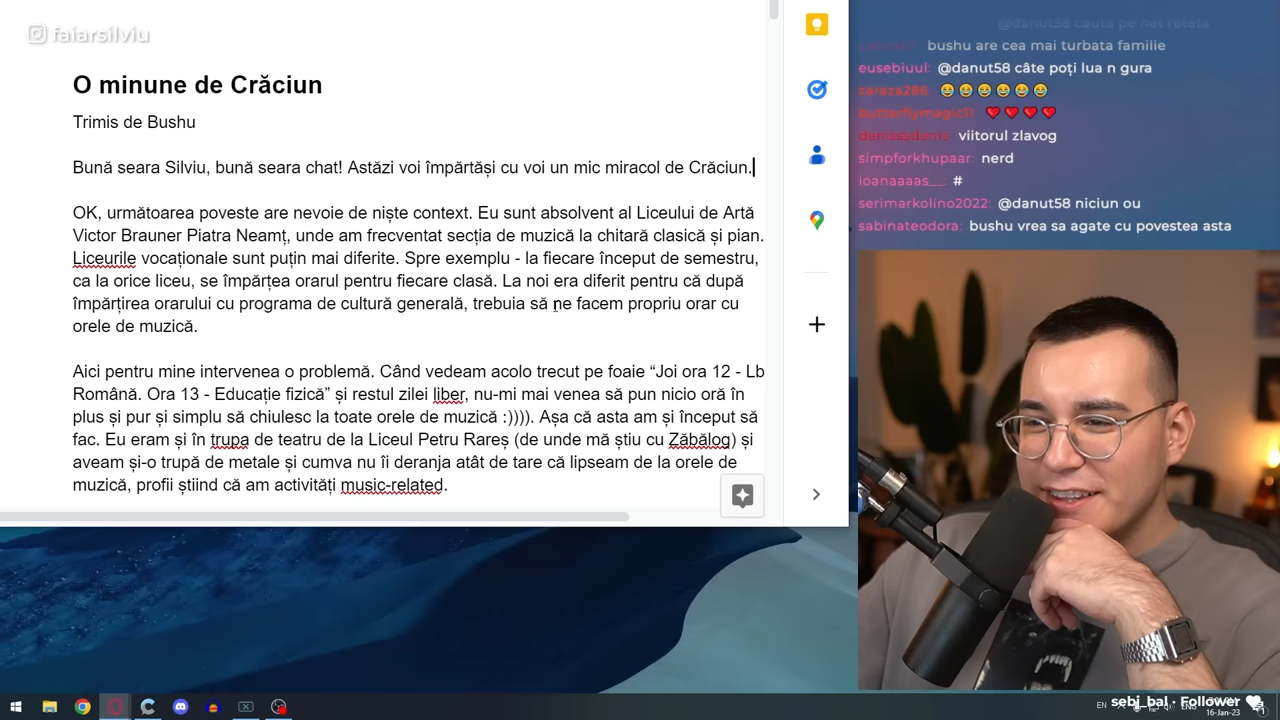 faiarsilviu
O minune de Crăciun
Trimis de Bushu
Bună seara Silviu, bună seara chat! Astăzi voi împărtăși cu voi un mic miracol de Crăciun.
OK, următoarea poveste are nevoie de niște context. Eu sunt absolvent al Liceului de Artă
Victor Brauner Piatra Neamț, unde am frecventat secția de muzică la chitară clasică și pian.
Liceurile vocaționale sunt puțin mai diferite. Spre exemplu - la fiecare început de semestru,
ca la orice liceu, se împărțea orarul pentru fiecare clasă. La noi era diferit pentru că după
împărțirea orarului cu programa de cultură generală, trebuia să ne facem propriu orar cu
orele de muzică.
Aici pentru mine intervenea o problemă. Când vedeam acolo trecut pe foaie “Joi ora 12 - Lb
Română. Ora 13 - Educație fizică” și restul zilei liber, nu-mi mai venea să pun nicio oră în
plus și pur și simplu să chiulesc la toate orele de muzică :)))). Așa că asta am și început să
fac. Eu eram și în trupa de teatru de la Liceul Petru Rareș (de unde mă știu cu Zăbălog) și
aveam și-o trupă de metale și cumva nu îi deranja atât de tare că lipseam de la orele de
muzică, profii știind că am activități music-related.
@danut58 cauta pe net reteta
bushu are cea mai turbata familie
eusebiuul: @danut58 câte poți lua n gura
zaraza286: 😂😂😂😂😂😂
butterflymagic11: ❤❤❤❤
denisssdenis: viitorul zlavog
simpforkhupaar: nerd
ioanaaaas__: #
serimarkolino2022: @danut58 niciun ou
sabinateodora: bushu vrea sa agate cu povestea asta
EN
sebi_bal · Follower
16-Jan-23